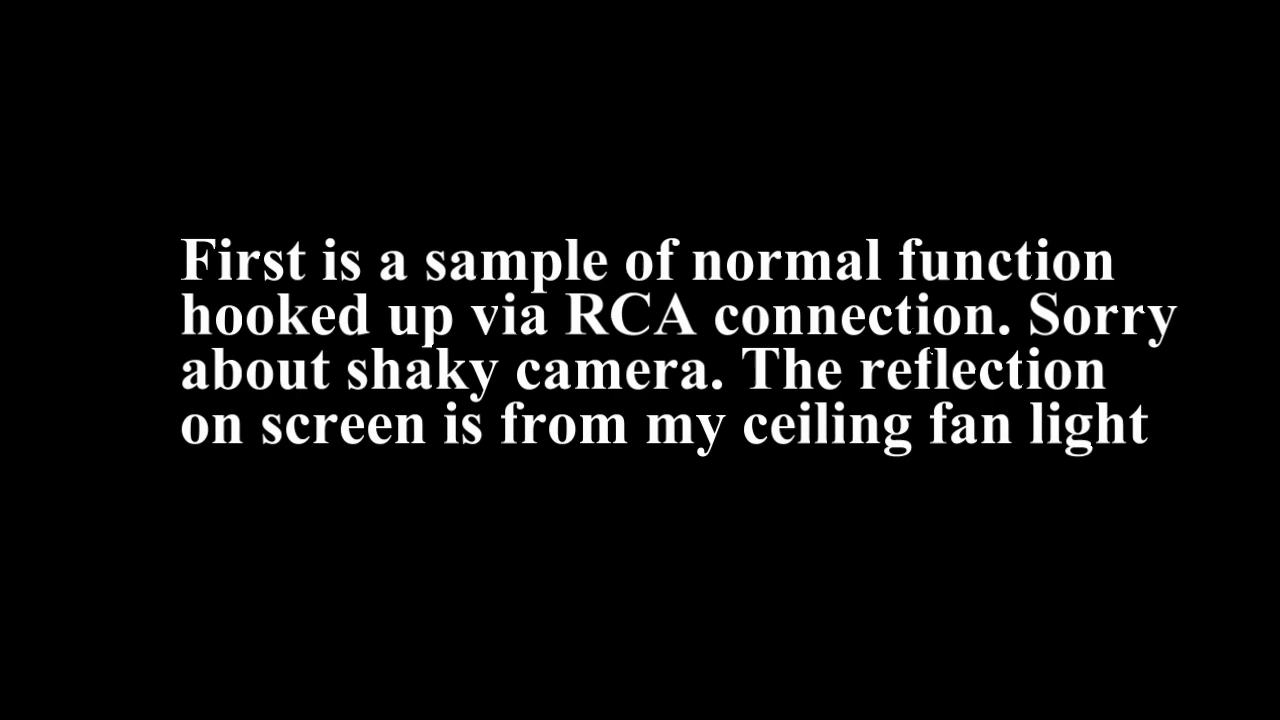 First is a sample of normal function
hooked up via RCA connection. Sorry
about shaky camera. The reflection
on screen is from my ceiling fan light